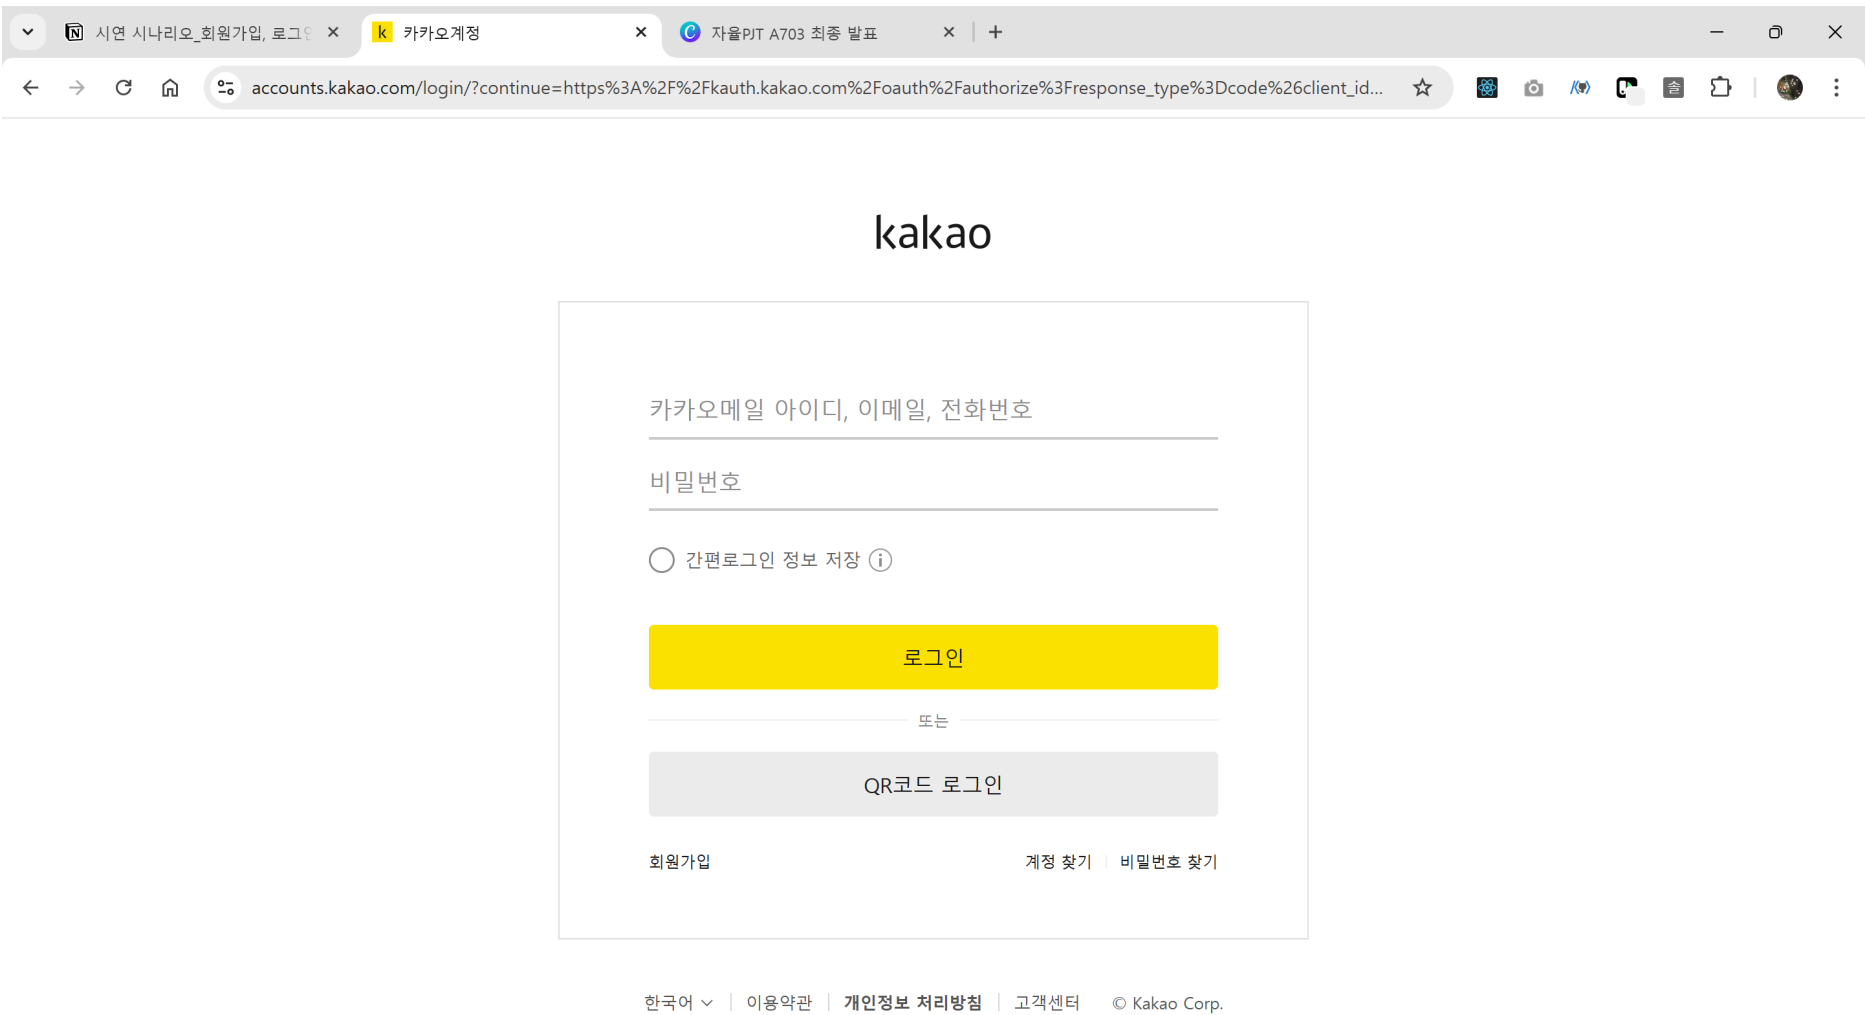 시연 시나리오_회원가입, 로그인
카카오계정
자율PJT A703 최종 발표
accounts.kakao.com/login/?continue=https%3A%2F%2Fkauth.kakao.com%2Foauth%2Fauthorize%3Fresponse_type%3Dcode%26client_id...
솔
kakao
카카오메일 아이디, 이메일, 전화번호
비밀번호
간편로그인 정보 저장
로그인
또는
QR코드 로그인
회원가입 계정 찾기 비밀번호 찾기
한국어 이용약관 개인정보 처리방침 고객센터 © Kakao Corp.